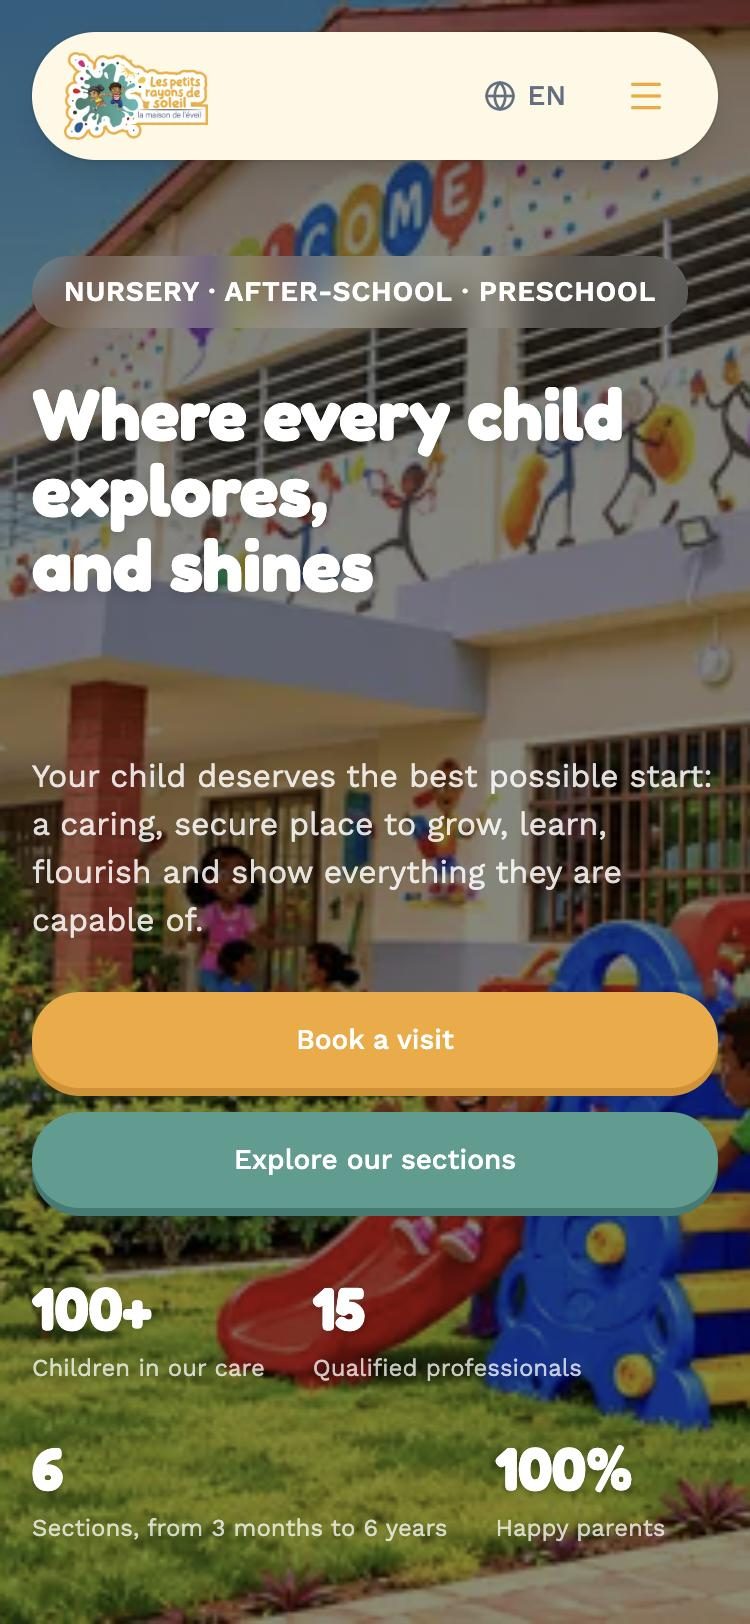 Les petits
rayons de
soleil
la maison de l'éveil
EN
COME
NURSERY · AFTER-SCHOOL · PRESCHOOL
Where every child
explores,
and shines
Your child deserves the best possible start:
a caring, secure place to grow, learn,
flourish and show everything they are
capable of.
Book a visit
Explore our sections
100+
15
Children in our care
Qualified professionals
6
100%
Sections, from 3 months to 6 years
Happy parents